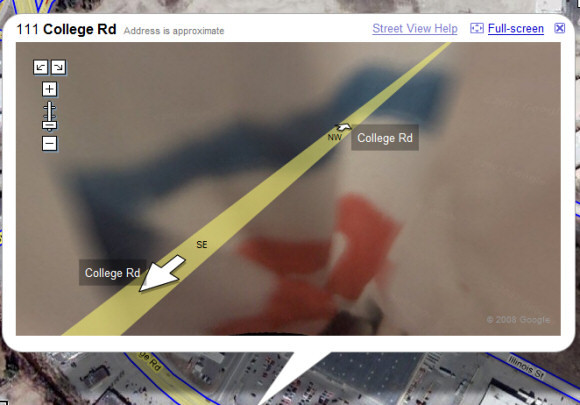 111 College Rd Address is approximate Street View Help Full-screen
College Rd
NW
SE
College Rd
© 2008 Google
ge Rd
Illinois St